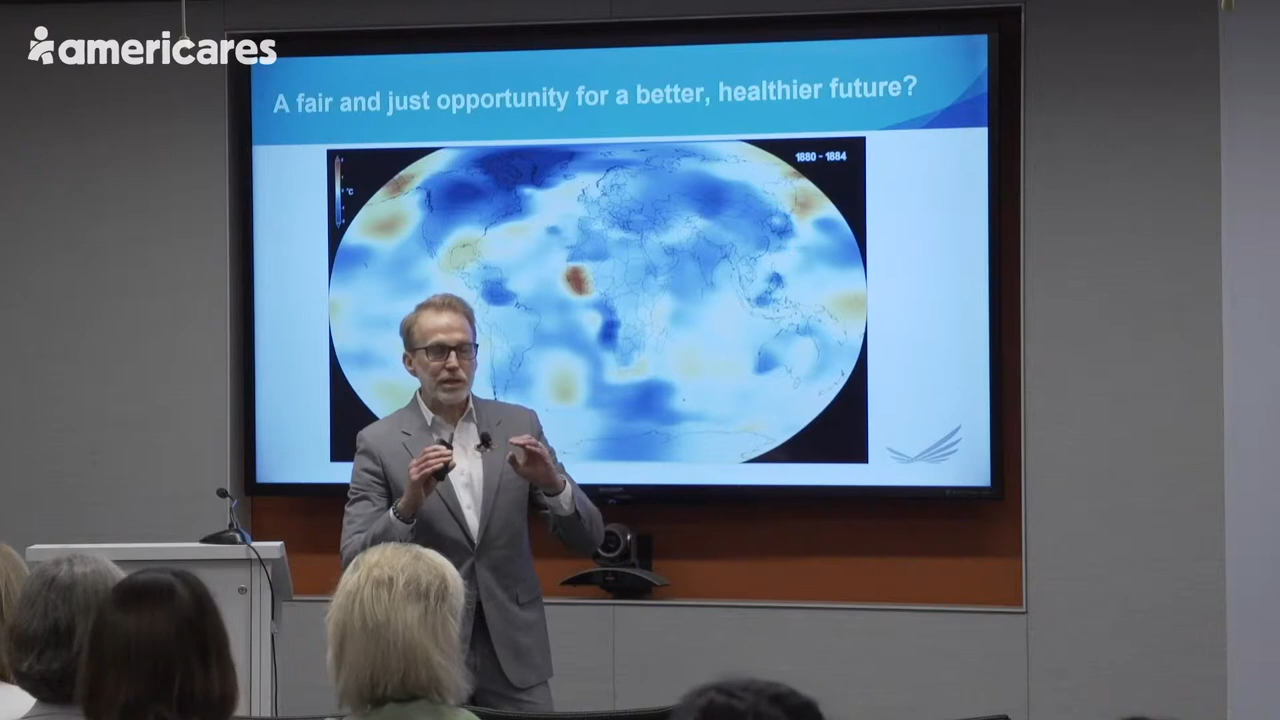 americares
A fair and just opportunity for a better, healthier future?
1880 - 1884
°C